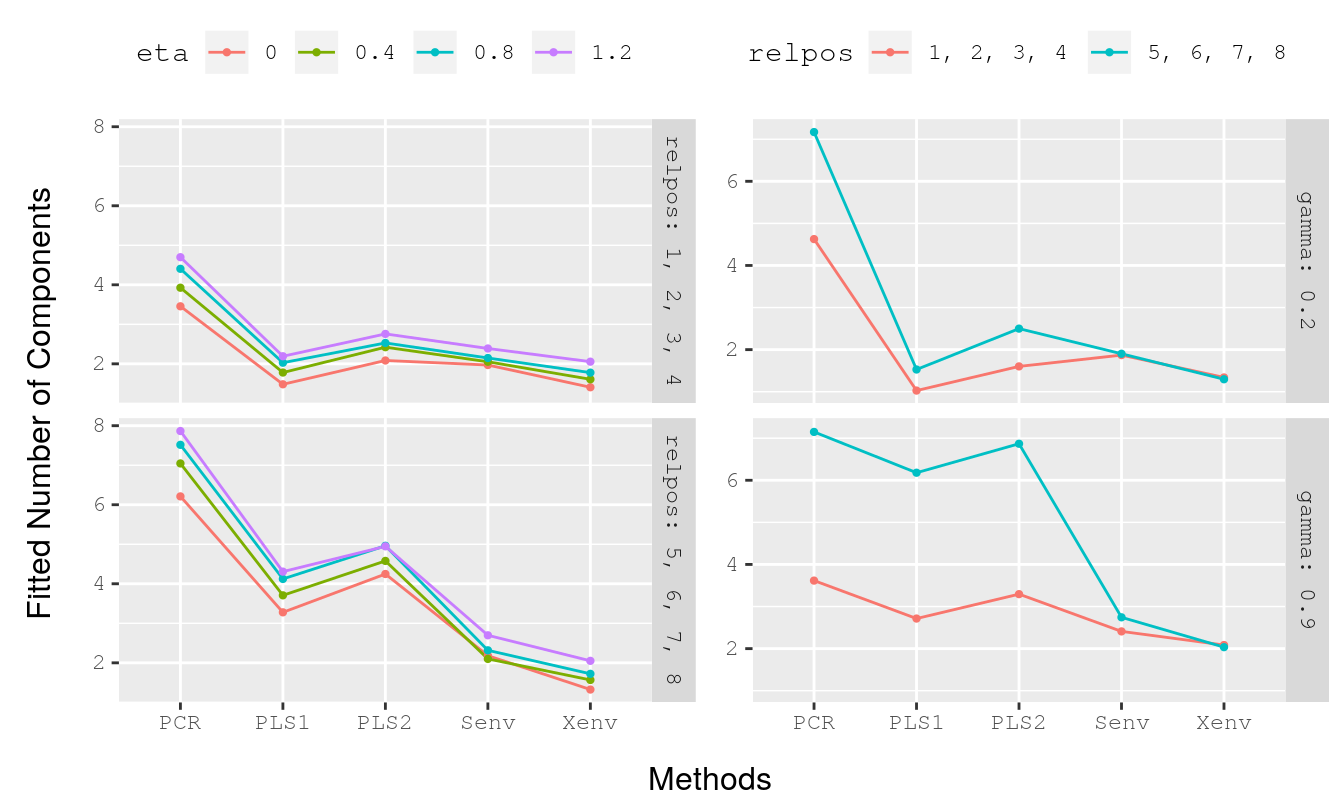 eta 0 0.4 0.8 1.2
relpos 1, 2, 3, 4 5, 6, 7, 8
Fitted Number of Components
8
6
4
2
relpos: 1, 2, 3, 4
8
6
4
2
relpos: 5, 6, 7, 8
PCR PLS1 PLS2 Senv Xenv
6
4
2
gamma: 0.2
6
4
2
gamma: 0.9
PCR PLS1 PLS2 Senv Xenv
Methods